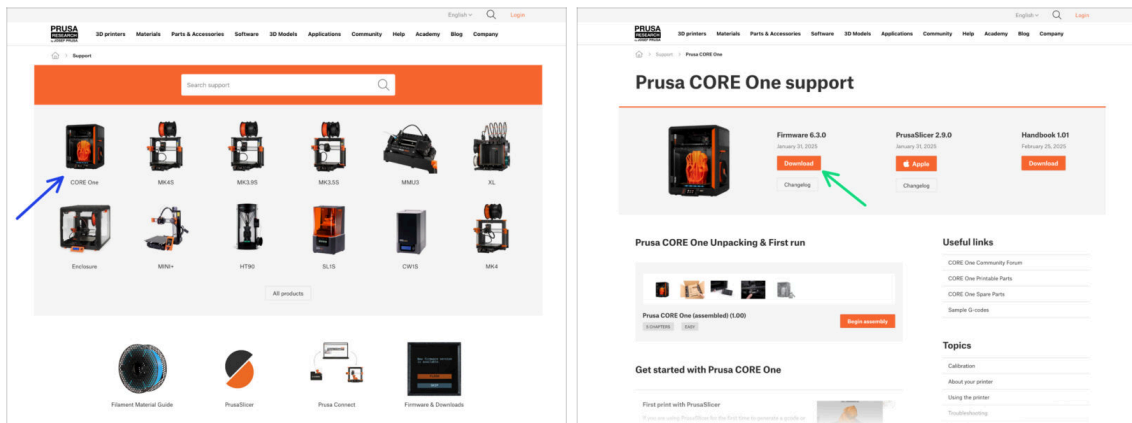 English
Login
PRUSA
RESEARCH
BY JOSEF PRUSA
3D printers Materials Parts & Accessories Software 3D Models Applications Community Help Academy Blog Company
Support
Search support
CORE One MK4S MK3.9S MK3.5S MMU3 XL
Enclosure MINI+ HT90 SL1S CW1S MK4
All products
Filament Material Guide PrusaSlicer Prusa Connect Firmware & Downloads
English
Login
PRUSA
RESEARCH
BY JOSEF PRUSA
3D printers Materials Parts & Accessories Software 3D Models Applications Community Help Academy Blog Company
Support Prusa CORE One
Prusa CORE One support
Firmware 6.3.0 PrusaSlicer 2.9.0 Handbook 1.01
January 31, 2025 January 31, 2025 February 25, 2025
Download Apple Download
Changelog Changelog
Prusa CORE One Unpacking & First run
Prusa CORE One (assembled) (1.00)
EASY
Begin assembly
Get started with Prusa CORE One
First print with PrusaSlicer
Useful links
CORE One Community Forum
CORE One Printable Parts
CORE One Spare Parts
Sample G-codes
Topics
Calibration
About your printer
Using the printer
Troubleshooting